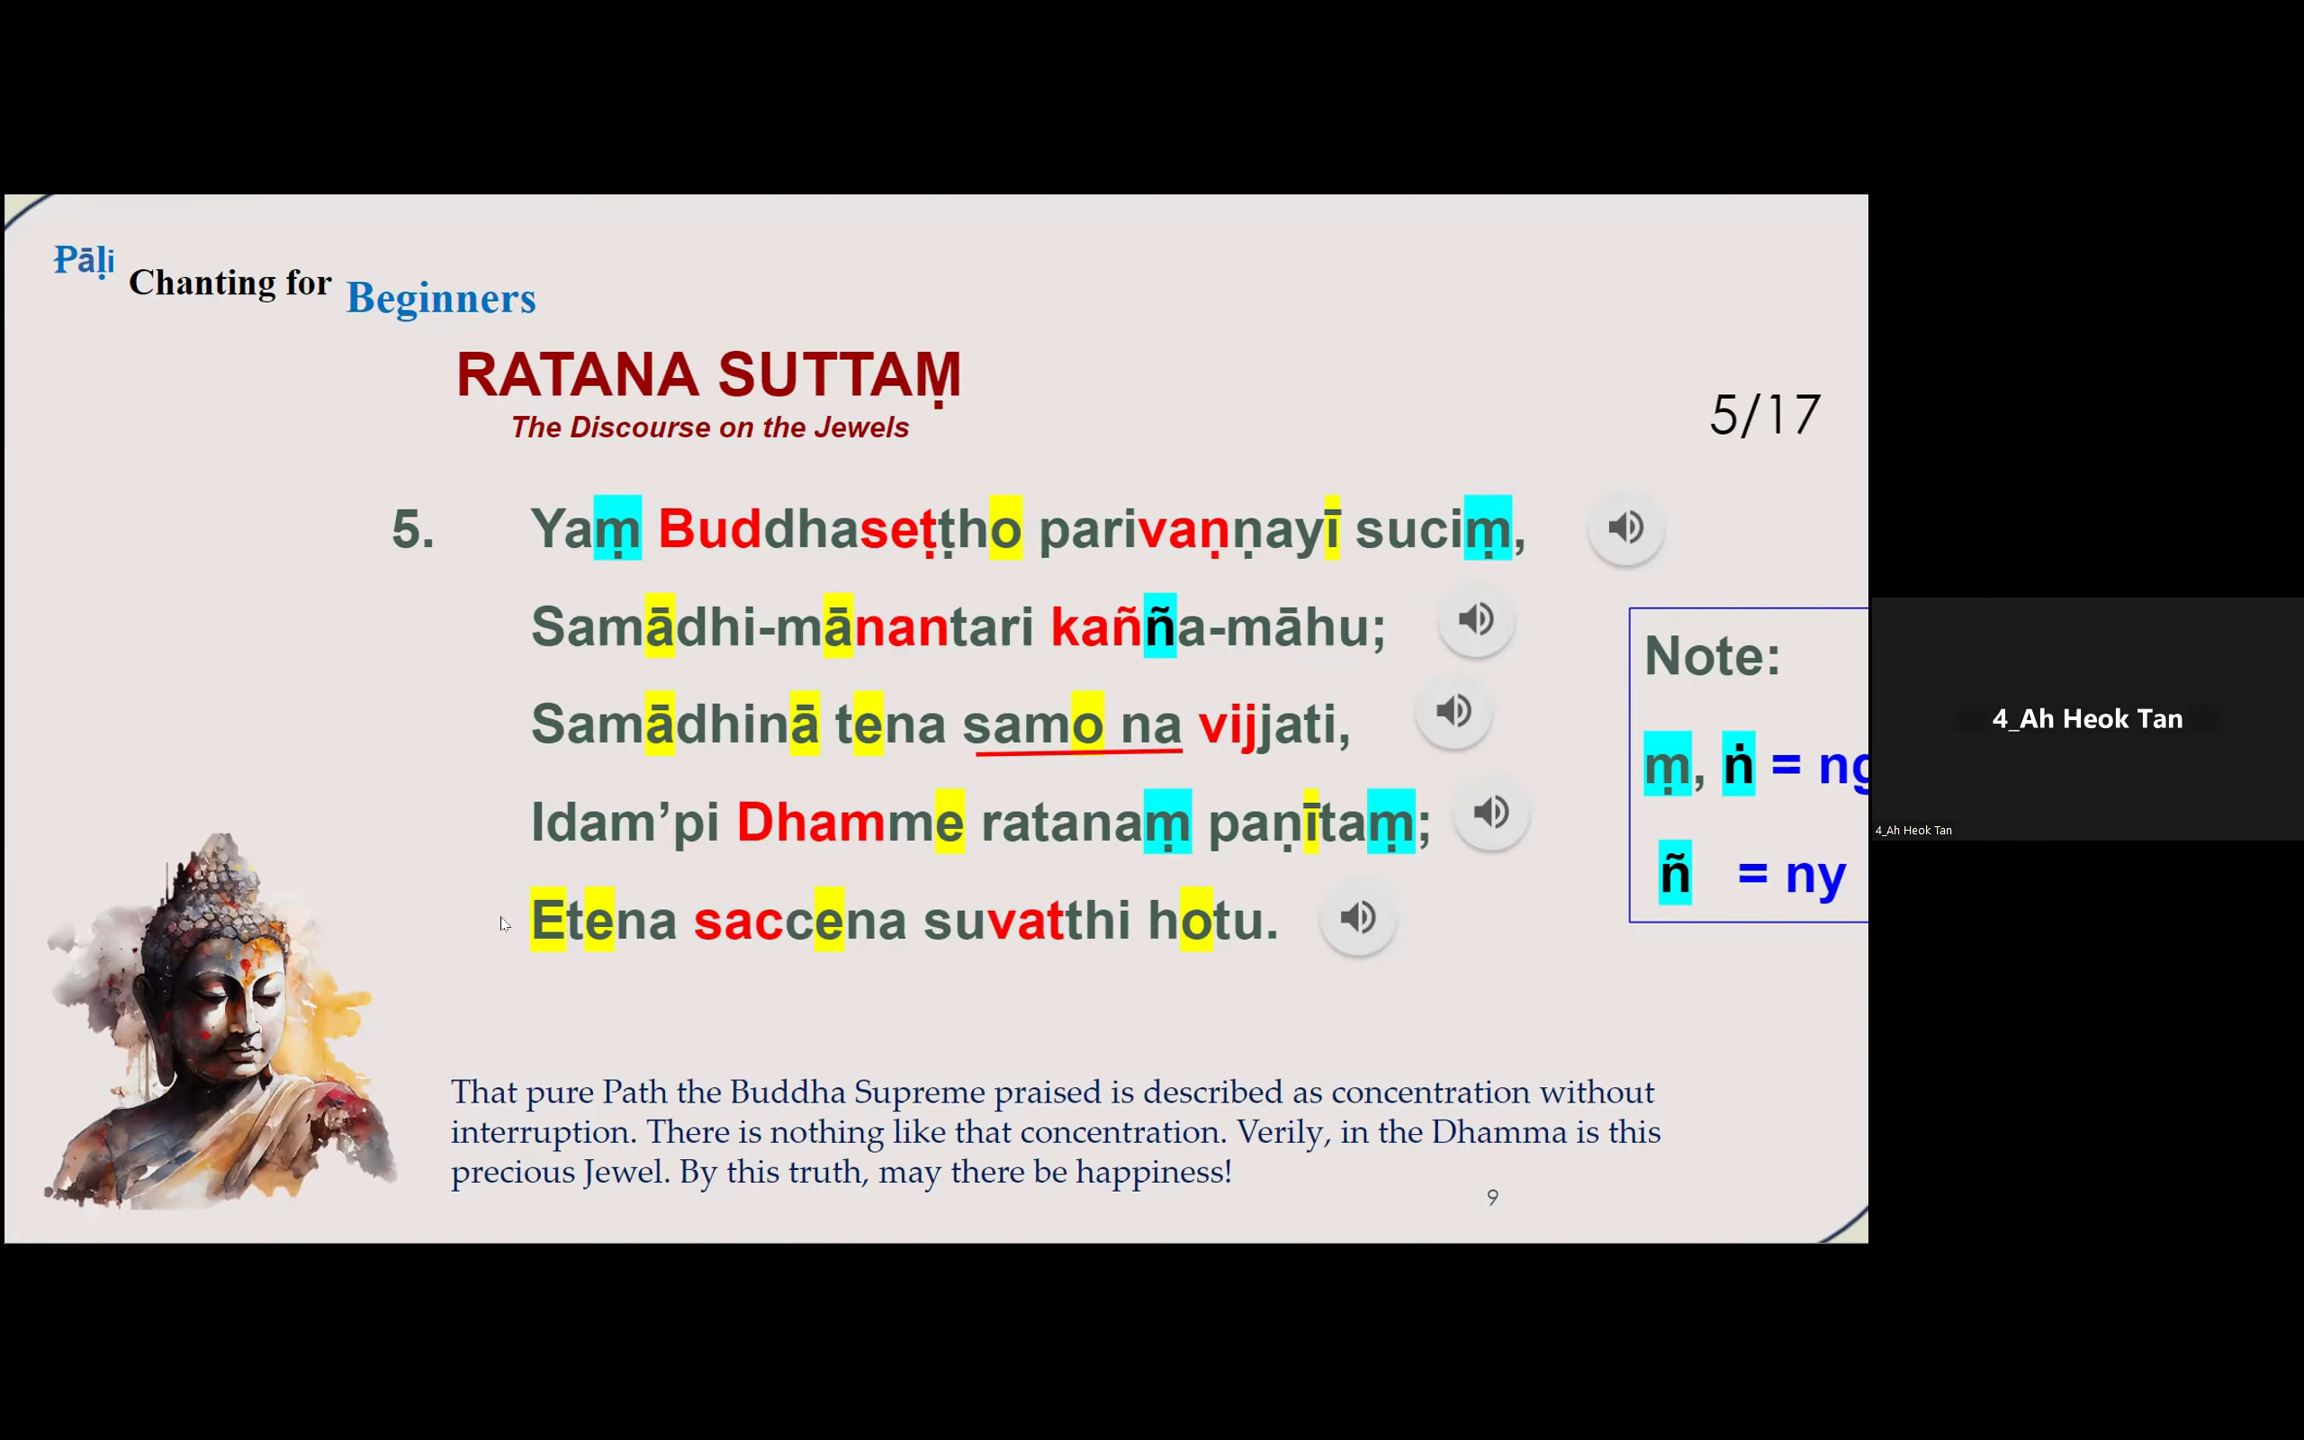 Pāḷi Chanting for Beginners
RATANA SUTTAṂ
The Discourse on the Jewels
5/17
5. Yaṃ Buddhaseṭṭho parivaṇṇayī suciṃ,
Samādhi-mānantari kañña-māhu;
Samādhinā tena samo na vijjati,
Idam’pi Dhamme ratanaṃ paṇītaṃ;
Etena saccena suvatthi hotu.
Note:
ṃ, ṅ = ng
ñ = ny
That pure Path the Buddha Supreme praised is described as concentration without
interruption. There is nothing like that concentration. Verily, in the Dhamma is this
precious Jewel. By this truth, may there be happiness!
9
4_Ah Heok Tan
4_Ah Heok Tan